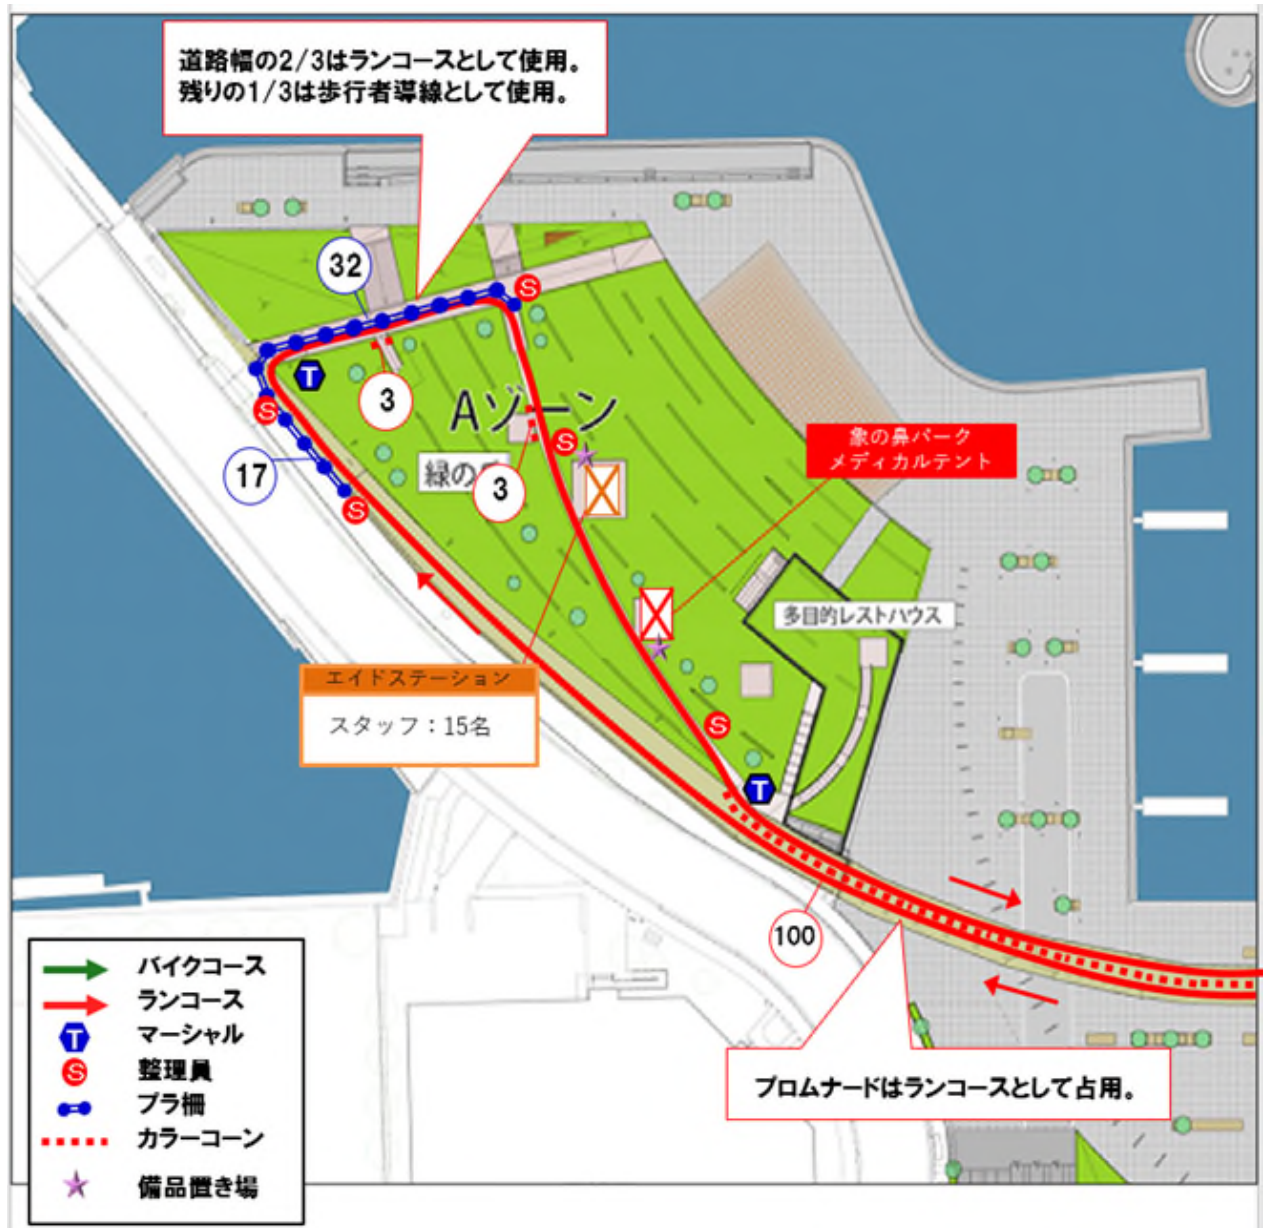 道路幅の2/3はランコースとして使用。
残りの1/3は歩行者導線として使用。
32
S
T
3
Aゾーン
S
S
緑の
3
17
S
象の鼻パーク
メディカルテント
多目的レストハウス
エイドステーション
スタッフ：15名
S
T
100
プロムナードはランコースとして占用。
バイクコース
ランコース
T マーシャル
S 整理員
プラ柵
カラーコーン
備品置き場